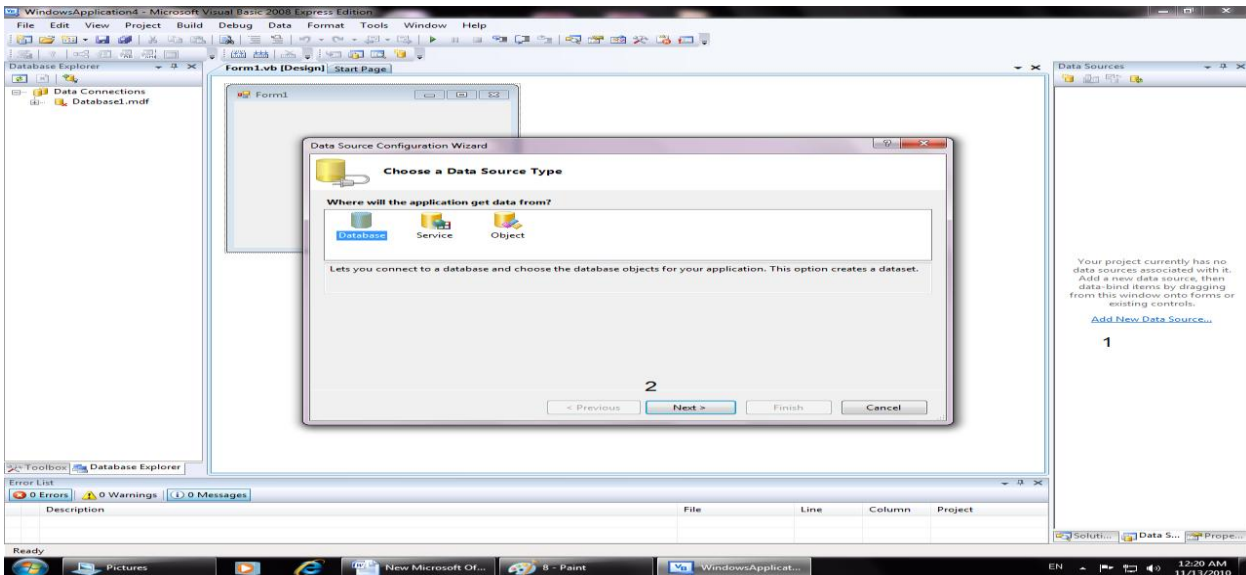 WindowsApplication4 - Microsoft Visual Basic 2008 Express Edition
File Edit View Project Build Debug Data Format Tools Window Help
Database Explorer
Data Connections
Database1.mdf
Form1.vb [Design] Start Page
Form1
Data Source Configuration Wizard
Choose a Data Source Type
Where will the application get data from?
Database Service Object
Lets you connect to a database and choose the database objects for your application. This option creates a dataset.
2
< Previous Next > Finish Cancel
Data Sources
Your project currently has no
data sources associated with it.
Add a new data source, then
data-bind items by dragging
from this window onto forms or
existing controls.
Add New Data Source...
1
Toolbox Database Explorer
Error List
0 Errors 0 Warnings 0 Messages
Description File Line Column Project
Soluti... Data S... Prope...
Ready
Pictures New Microsoft Of... 8 - Paint WindowsApplicat... EN 12:20 AM
11/13/2010